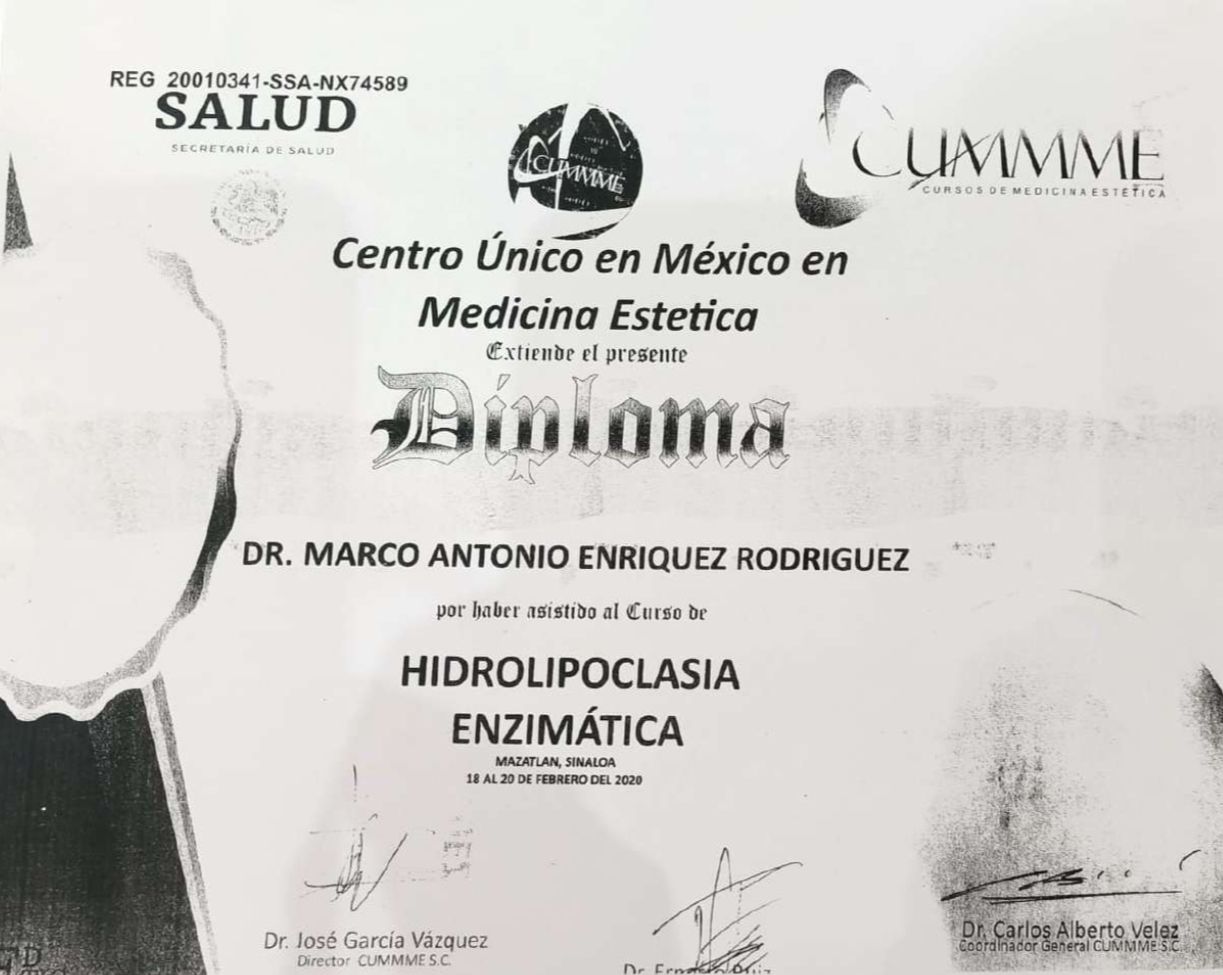 REG 20010341-SSA-NX74589
SALUD
SECRETARÍA DE SALUD
CUMMME
CUMMME
CURSOS DE MEDICINA ESTÉTICA
Centro Único en México en
Medicina Estetica
Extiende el presente
Diploma
DR. MARCO ANTONIO ENRIQUEZ RODRIGUEZ
por haber asistido al Curso de
HIDROLIPOCLASIA
ENZIMÁTICA
MAZATLAN, SINALOA
18 AL 20 DE FEBRERO DEL 2020
Dr. José García Vázquez
Director CUMMME S.C.
Dr.
Dr. Carlos Alberto Velez
Coordinador General CUMMME S.C.